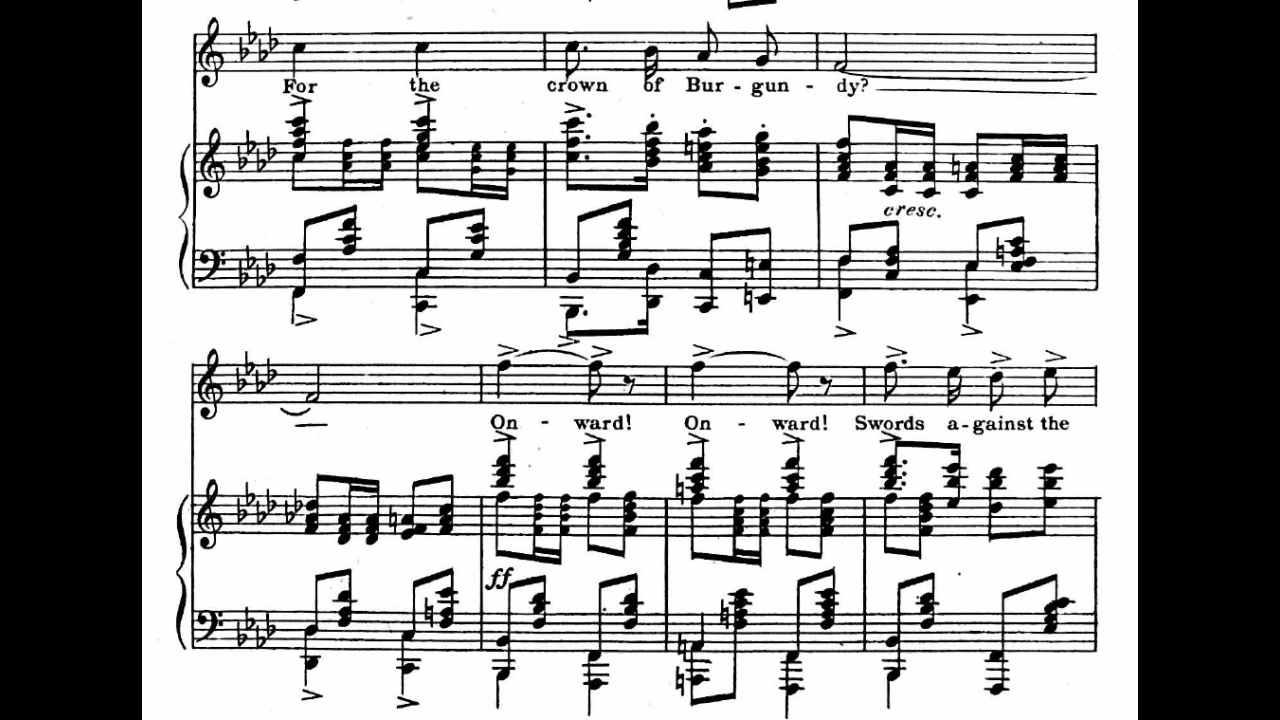 For the crown of Bur - gun - dy?
cresc.
On - ward! On - ward! Swords a - gainst the
ff